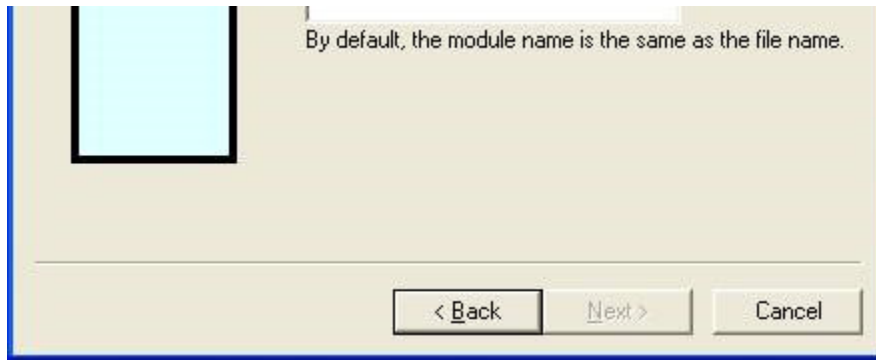 By default, the module name is the same as the file name.
< Back
Next >
Cancel